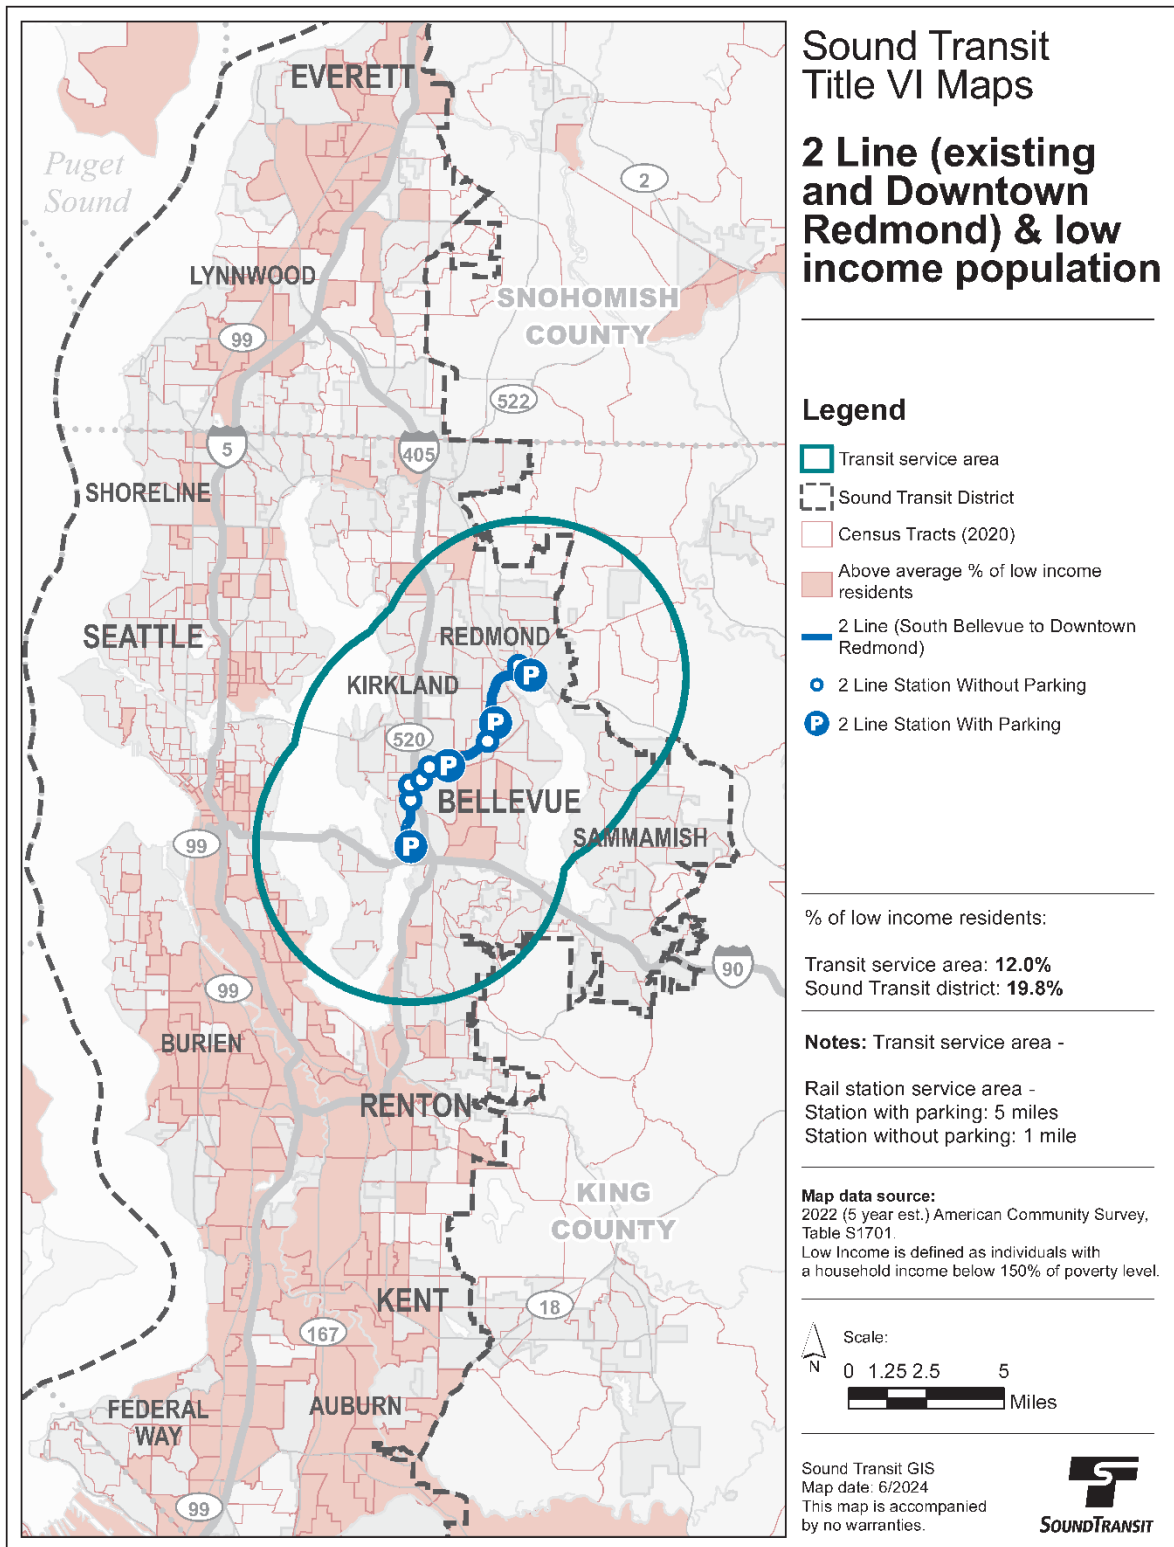 Sound Transit
Title VI Maps
2 Line (existing
and Downtown
Redmond) & low
income population
Legend
Transit service area
Sound Transit District
Census Tracts (2020)
Above average % of low income
residents
2 Line (South Bellevue to Downtown
Redmond)
2 Line Station Without Parking
P
2 Line Station With Parking
% of low income residents:
Transit service area: 12.0%
Sound Transit district: 19.8%
Notes: Transit service area -
Rail station service area -
Station with parking: 5 miles
Station without parking: 1 mile
Map data source:
2022 (5 year est.) American Community Survey,
Table S1701.
Low Income is defined as individuals with
a household income below 150% of poverty level.
N
Scale:
0 1.25 2.5 5
Miles
Sound Transit GIS
Map date: 6/2024
This map is accompanied
by no warranties.
SOUNDTRANSIT
EVERETT
Puget
Sound
2
LYNNWOOD
SNOHOMISH
COUNTY
99
522
5
405
SHORELINE
SEATTLE
REDMOND
P
KIRKLAND
P
520
P
BELLEVUE
SAMMAMISH
99
P
90
99
BURIEN
RENTON
KING
COUNTY
KENT
18
167
FEDERAL
WAY
AUBURN
99